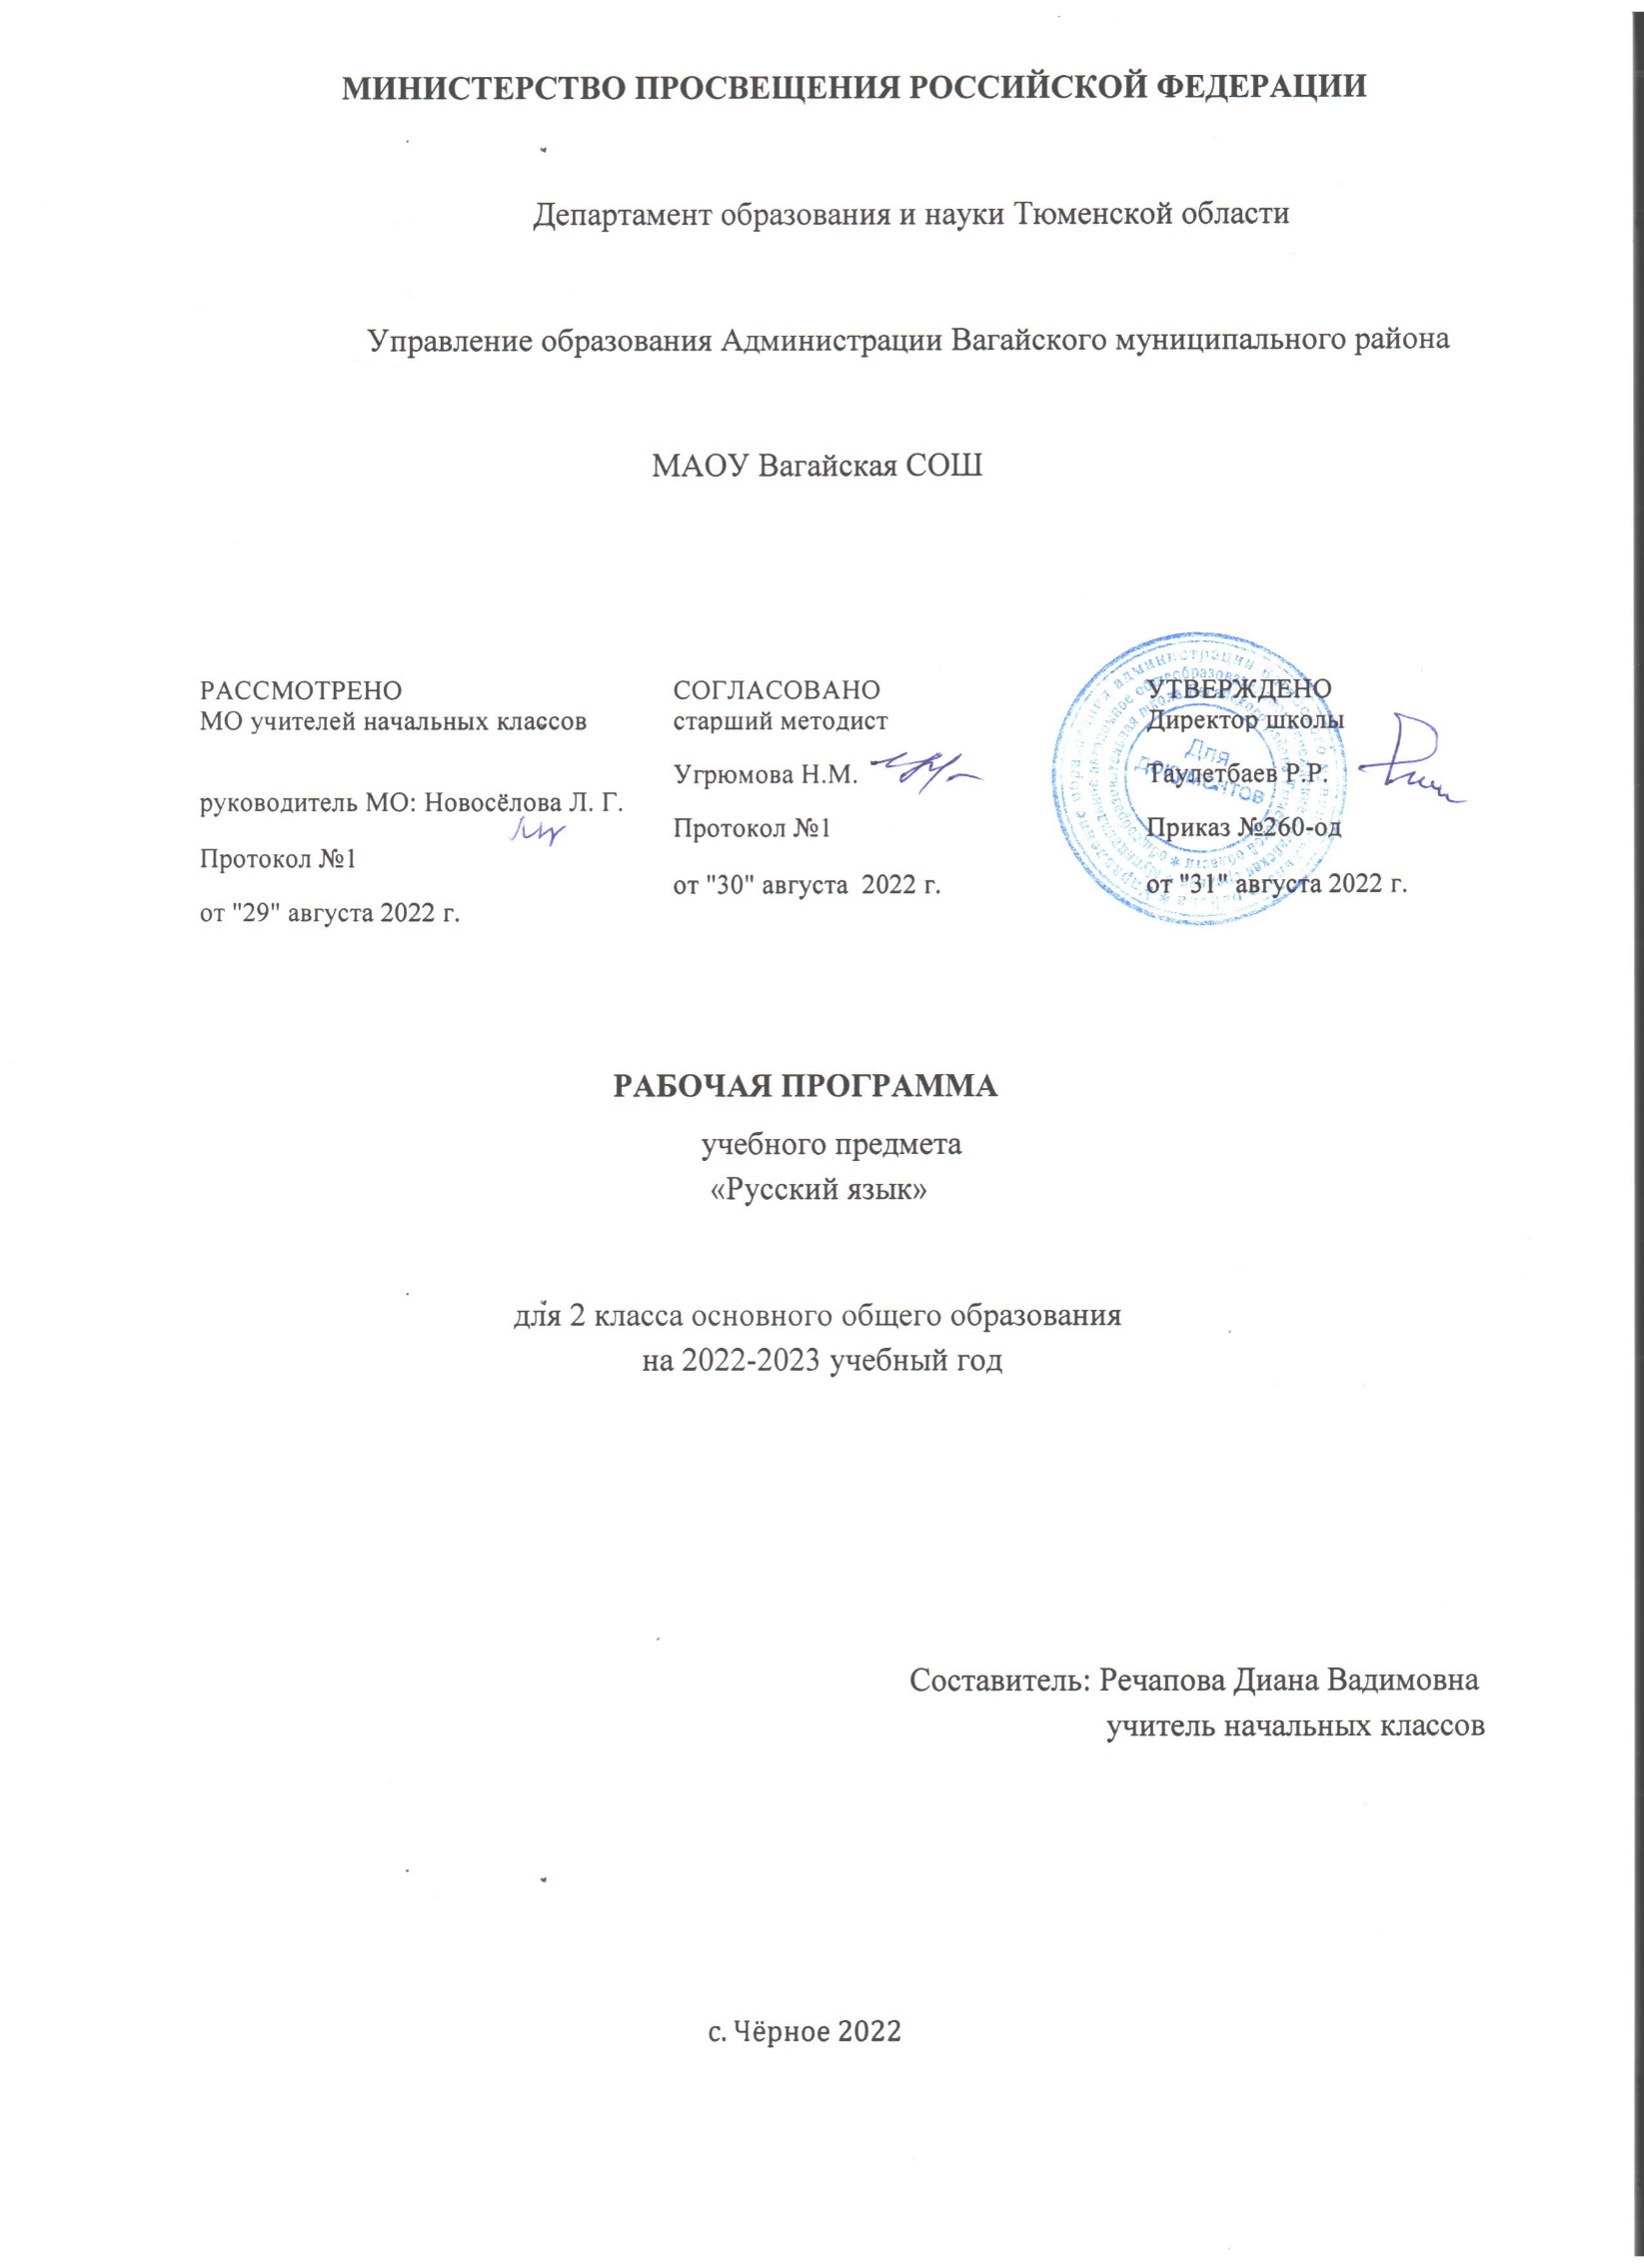 МИНИСТЕРСТВО ПРОСВЕЩЕНИЯ РОССИЙСКОЙ ФЕДЕРАЦИИ
Департамент образования и науки Тюменской области
Управление образования Администрации Вагайского муниципального района
МАОУ Вагайская СОШ
РАССМОТРЕНО
МО учителей начальных классов
руководитель МО: Новосёлова Л. Г.
Протокол №1
от "29" августа 2022 г.
СОГЛАСОВАНО
старший методист
Угрюмова Н.М.
Протокол №1
от "30" августа 2022 г.
УТВЕРЖДЕНО
Директор школы
Таулетбаев Р.Р.
Приказ №260-од
от "31" августа 2022 г.
Для
документов
РАБОЧАЯ ПРОГРАММА
учебного предмета
«Русский язык»
для 2 класса основного общего образования
на 2022-2023 учебный год
Составитель: Речапова Диана Вадимовна
учитель начальных классов
с. Чёрное 2022